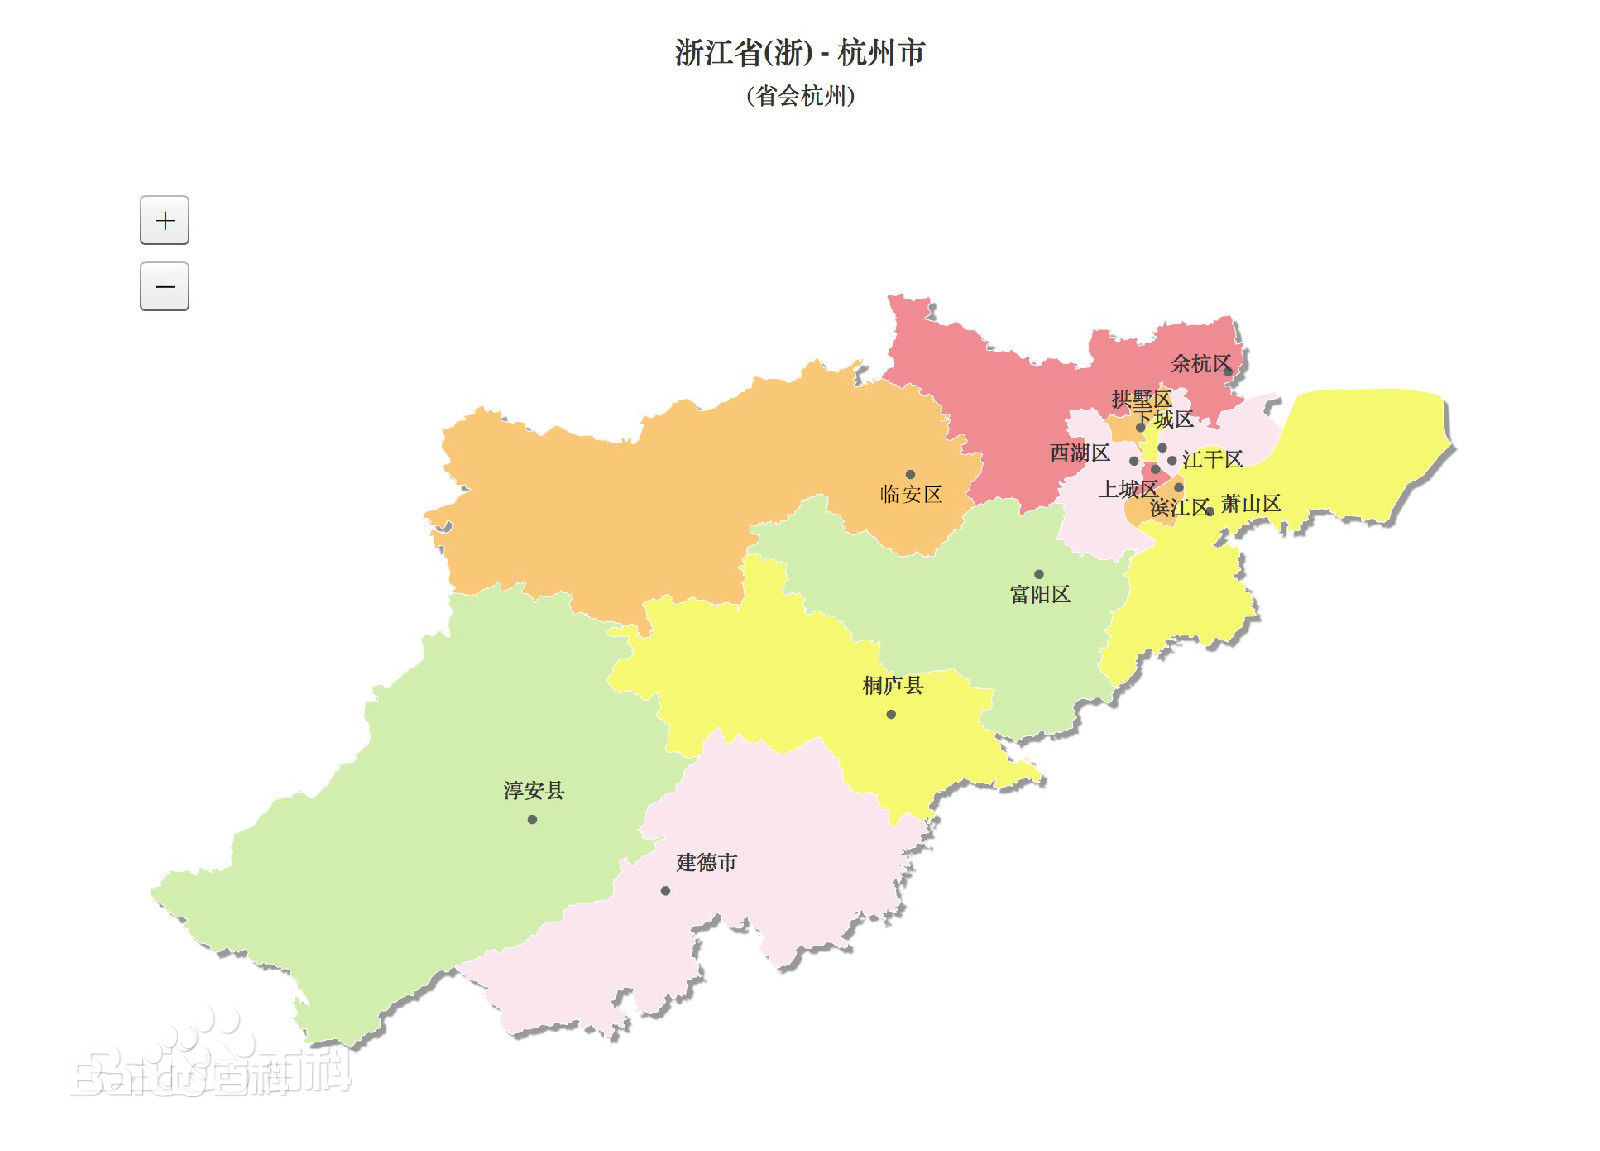 浙江省(浙) - 杭州市
(省会杭州)
+
−
余杭区
拱墅区
下城区
西湖区
江干区
上城区
滨江区
萧山区
临安区
富阳区
桐庐县
淳安县
建德市
Baidu百科